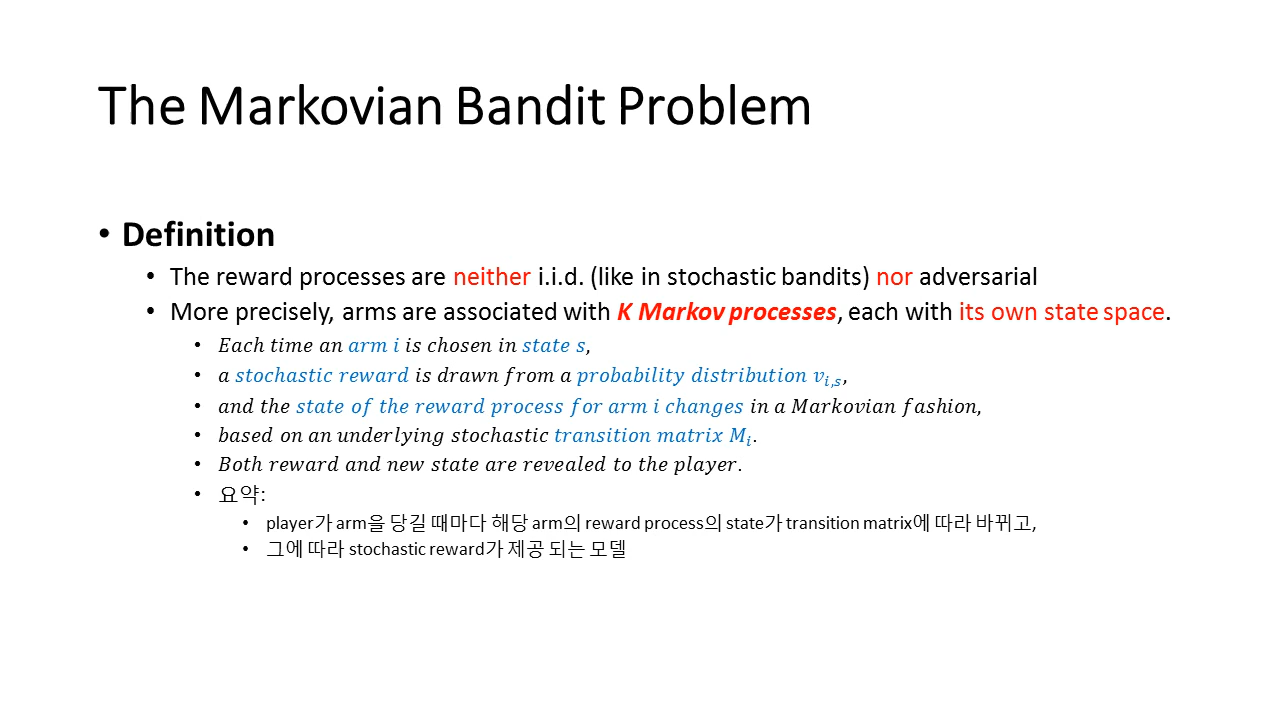 The Markovian Bandit Problem
• Definition
• The reward processes are neither i.i.d. (like in stochastic bandits) nor adversarial
• More precisely, arms are associated with K Markov processes, each with its own state space.
• Each time an arm i is chosen in state s,
• a stochastic reward is drawn from a probability distribution v_{i,s},
• and the state of the reward process for arm i changes in a Markovian fashion,
• based on an underlying stochastic transition matrix M_i.
• Both reward and new state are revealed to the player.
• 요약:
• player가 arm을 당길 때마다 해당 arm의 reward process의 state가 transition matrix에 따라 바뀌고,
• 그에 따라 stochastic reward가 제공 되는 모델